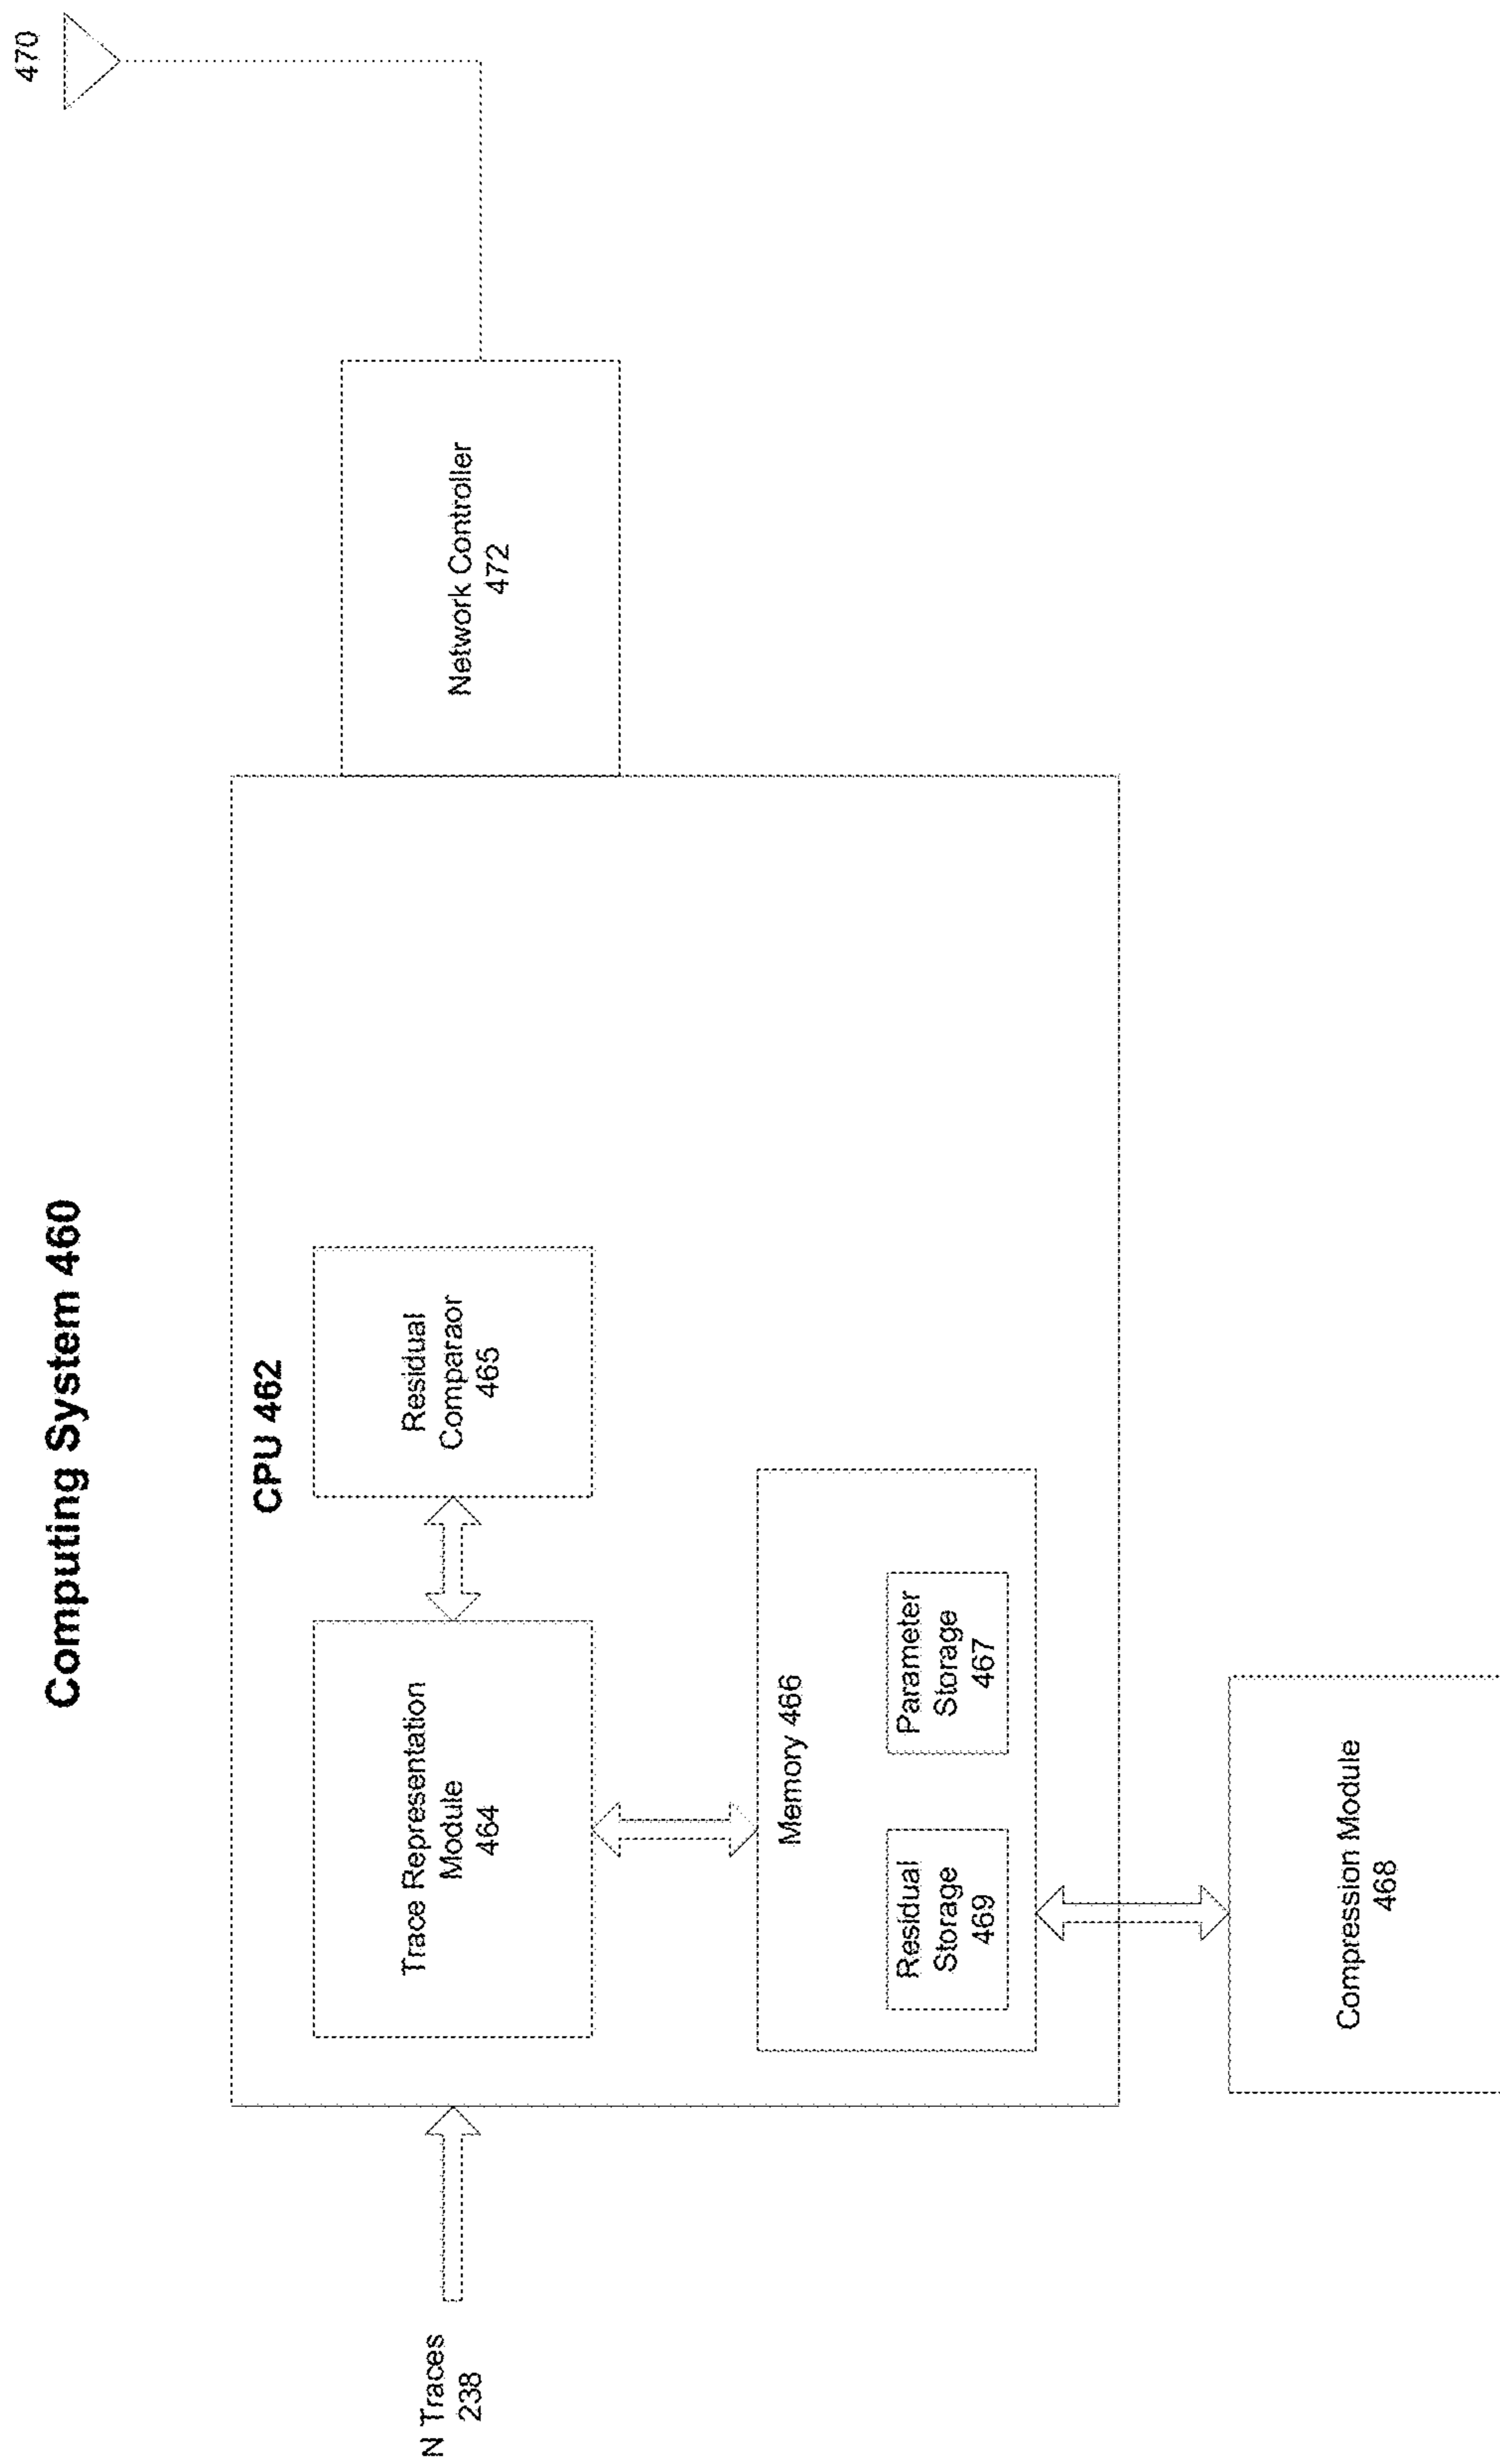 Computing System 460
470
CPU 462
N Traces
238
Trace Representation
Module
464
Residual
Comparaor
465
Network Controller
472
Memory 466
Residual
Storage
469
Parameter
Storage
467
Compression Module
468